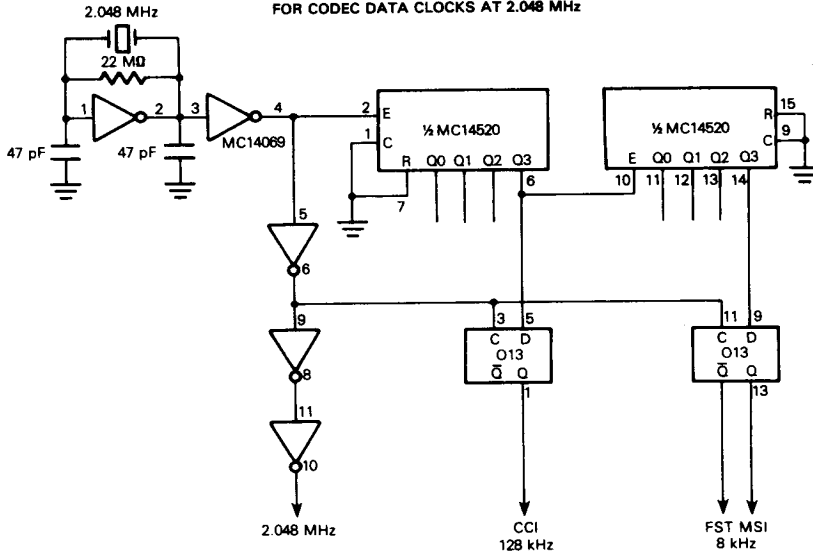 FOR CODEC DATA CLOCKS AT 2.048 MHz
2.048 MHz
22 MΩ
1 2 3 4
MC14069
47 pF 47 pF
2 E
1 C
½ MC14520
R Q0 Q1 Q2 Q3
7 6
½ MC14520
R 15
C 9
E Q0 Q1 Q2 Q3
10 11 12 13 14
5
6
9
8
11
10
3 5
C D
O13
Q̅ Q
1
11 9
C D
O13
Q̅ Q
13
2.048 MHz
CCI
128 kHz
FST MSI
8 kHz